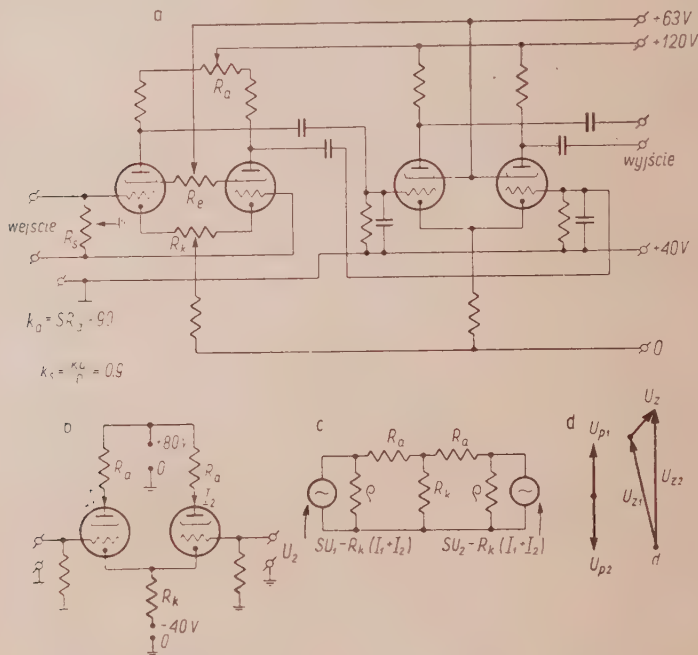 a
+63V
+120V
Ra
wyjście
Re
wejście
Rs
Rk
+40V
0
c
d
Uz
Up1
Uz1
Uz2
Up2
d
Ra
Ra
Rk
ρ
ρ
SU1-Rk(I1+I2)
SU2-Rk(I1+I2)
0
Ra
Ra
I2
U2
Rk
-40V
0